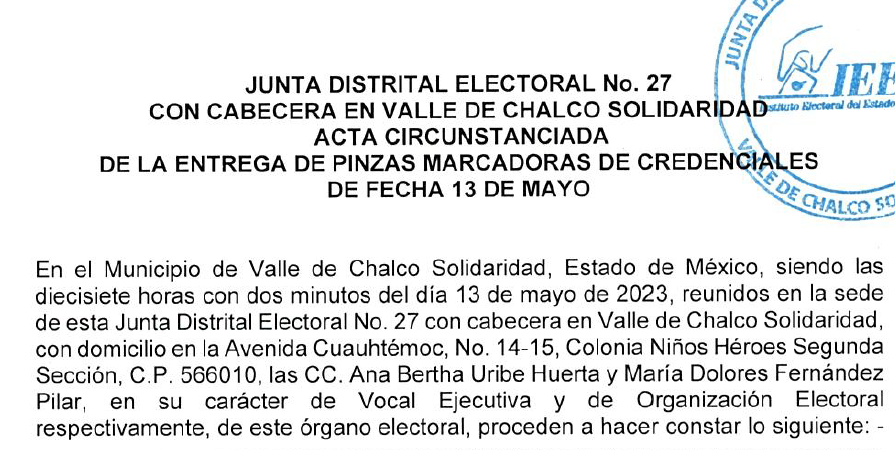 JUNTA DISTRITAL ELECTORAL No. 27
CON CABECERA EN VALLE DE CHALCO SOLIDARIDAD
ACTA CIRCUNSTANCIADA
DE LA ENTREGA DE PINZAS MARCADORAS DE CREDENCIALES
DE FECHA 13 DE MAYO
JUNTA
IEE
Instituto Electoral del Estado
VALLE DE CHALCO SO
En el Municipio de Valle de Chalco Solidaridad, Estado de México, siendo las
diecisiete horas con dos minutos del día 13 de mayo de 2023, reunidos en la sede
de esta Junta Distrital Electoral No. 27 con cabecera en Valle de Chalco Solidaridad,
con domicilio en la Avenida Cuauhtémoc, No. 14-15, Colonia Niños Héroes Segunda
Sección, C.P. 566010, las CC. Ana Bertha Uribe Huerta y María Dolores Fernández
Pilar, en su carácter de Vocal Ejecutiva y de Organización Electoral
respectivamente, de este órgano electoral, proceden a hacer constar lo siguiente: -